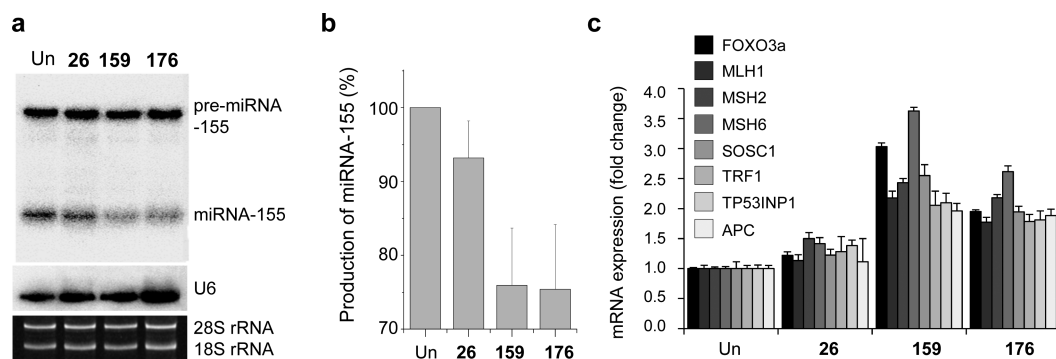 a
Un 26 159 176
pre-miRNA
-155
miRNA-155
U6
28S rRNA
18S rRNA
b
Production of miRNA-155 (%)
100
90
80
70
Un 26 159 176
c
FOXO3a
MLH1
MSH2
MSH6
SOSC1
TRF1
TP53INP1
APC
mRNA expression (fold change)
4.0
3.5
3.0
2.5
2.0
1.5
1.0
0.5
0.0
Un 26 159 176